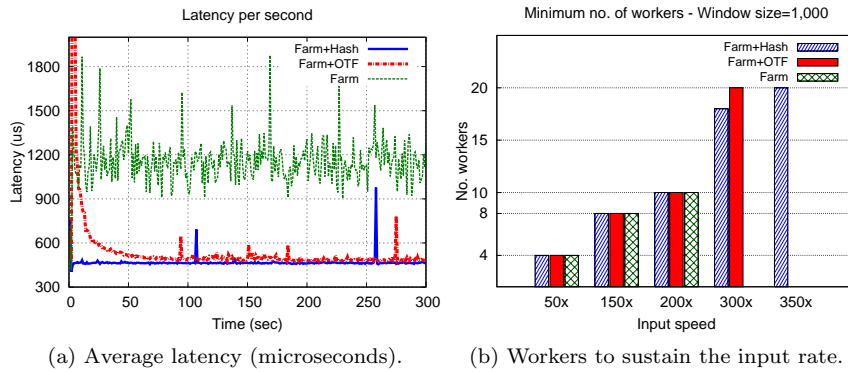 Latency per second
Latency (us)
1800
1500
1200
900
600
300
Farm+Hash
Farm+OTF
Farm
0 50 100 150 200 250 300
Time (sec)
(a) Average latency (microseconds).
Minimum no. of workers - Window size=1,000
No. workers
20
15
10
8
4
Farm+Hash
Farm+OTF
Farm
50x 150x 200x 300x 350x
Input speed
(b) Workers to sustain the input rate.